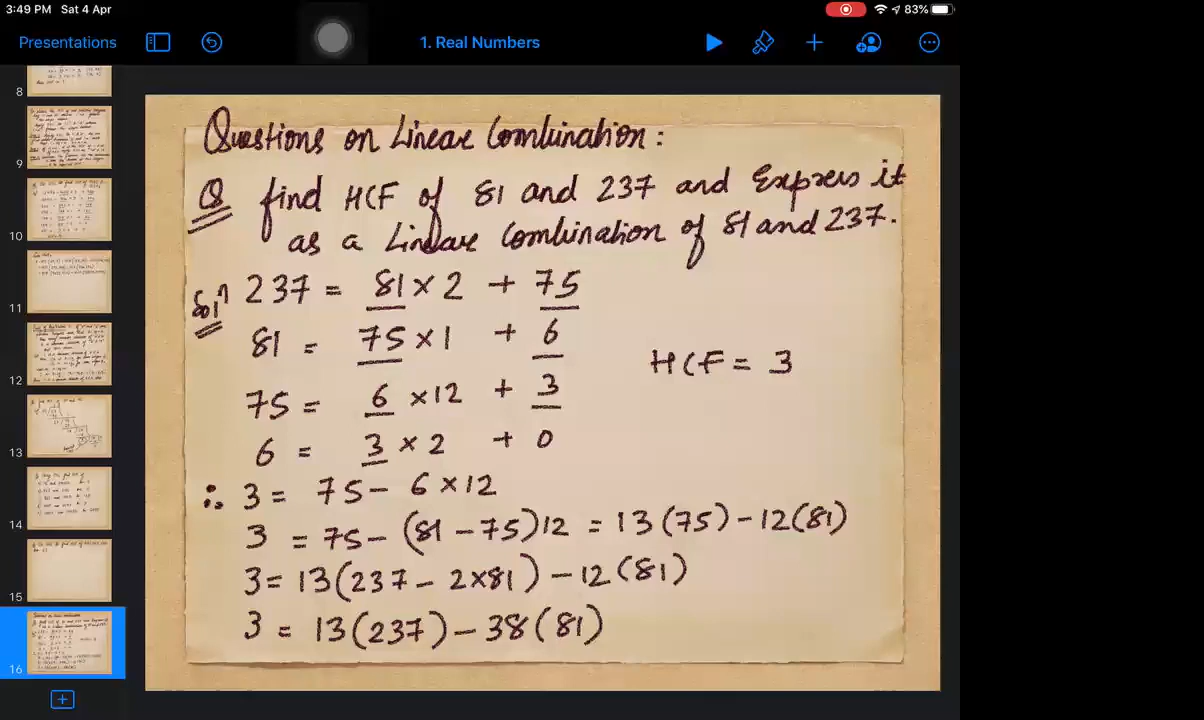 3:49 PM Sat 4 Apr
83%
Presentations
1. Real Numbers
8
9
10
11
12
13
14
15
16
Questions on Linear Combination:
Q find HCF of 81 and 237 and Express it
as a Linear Combination of 81 and 237.
Solⁿ 237 = 81 × 2 + 75
81 = 75 × 1 + 6
HCF = 3
75 = 6 × 12 + 3
6 = 3 × 2 + 0
∴ 3 = 75 - 6 × 12
3 = 75 - (81 - 75)12 = 13(75) - 12(81)
3 = 13(237 - 2×81) - 12(81)
3 = 13(237) - 38(81)